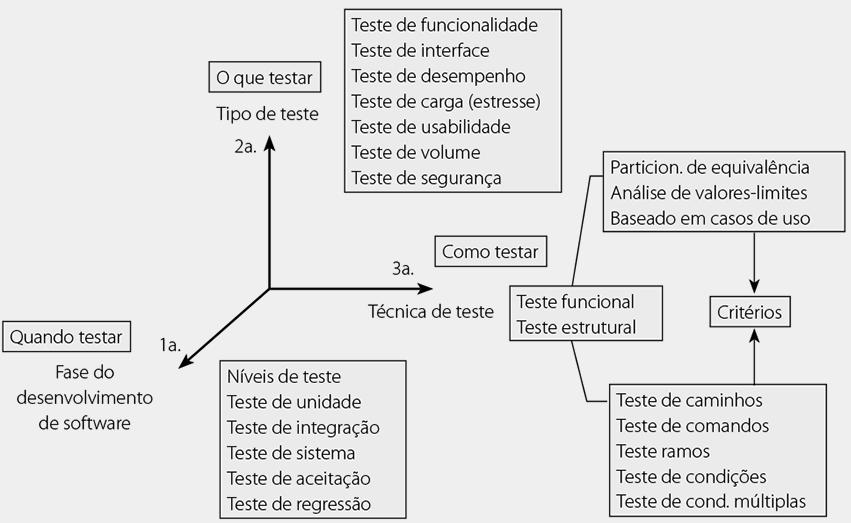 Teste de funcionalidade
Teste de interface
Teste de desempenho
Teste de carga (estresse)
Teste de usabilidade
Teste de volume
Teste de segurança
O que testar
Tipo de teste
2a.
Particion. de equivalência
Análise de valores-limites
Baseado em casos de uso
Como testar
3a.
Técnica de teste
Teste funcional
Teste estrutural
Critérios
Quando testar
1a.
Fase do
desenvolvimento
de software
Níveis de teste
Teste de unidade
Teste de integração
Teste de sistema
Teste de aceitação
Teste de regressão
Teste de caminhos
Teste de comandos
Teste ramos
Teste de condições
Teste de cond. múltiplas